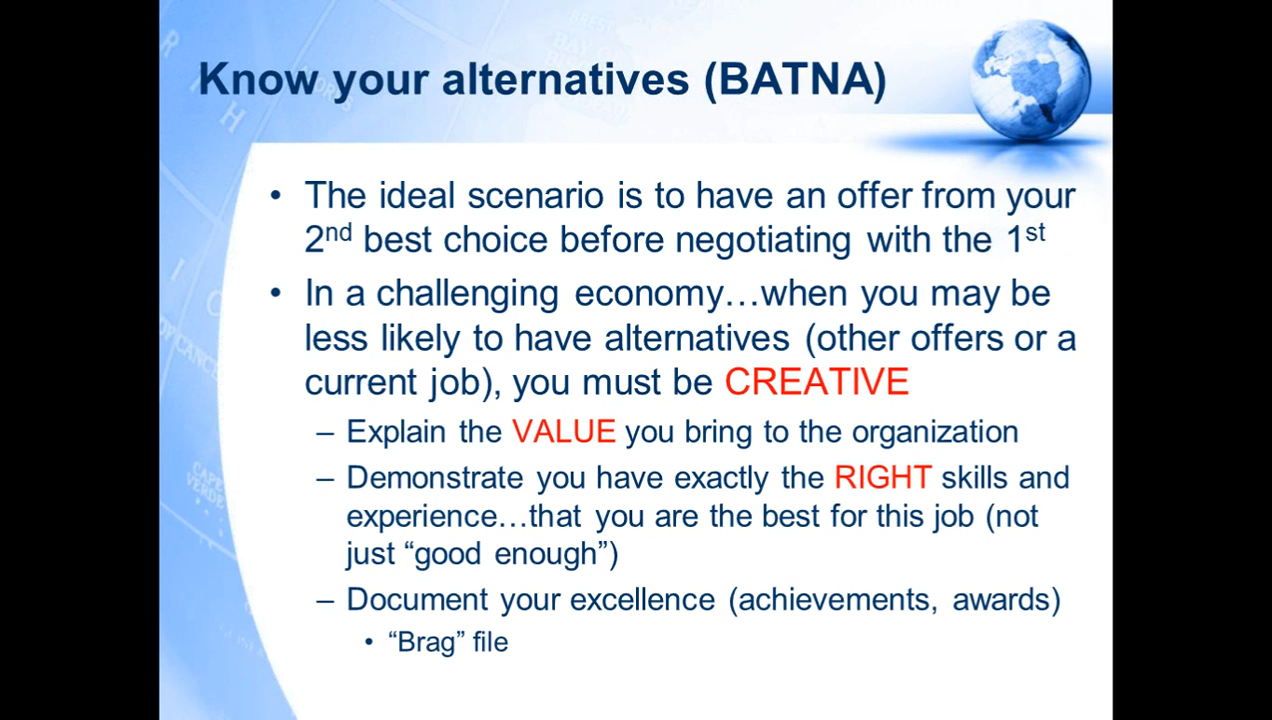 Know your alternatives (BATNA)
• The ideal scenario is to have an offer from your
2nd best choice before negotiating with the 1st
• In a challenging economy…when you may be
less likely to have alternatives (other offers or a
current job), you must be CREATIVE
– Explain the VALUE you bring to the organization
– Demonstrate you have exactly the RIGHT skills and
experience…that you are the best for this job (not
just “good enough”)
– Document your excellence (achievements, awards)
• “Brag” file